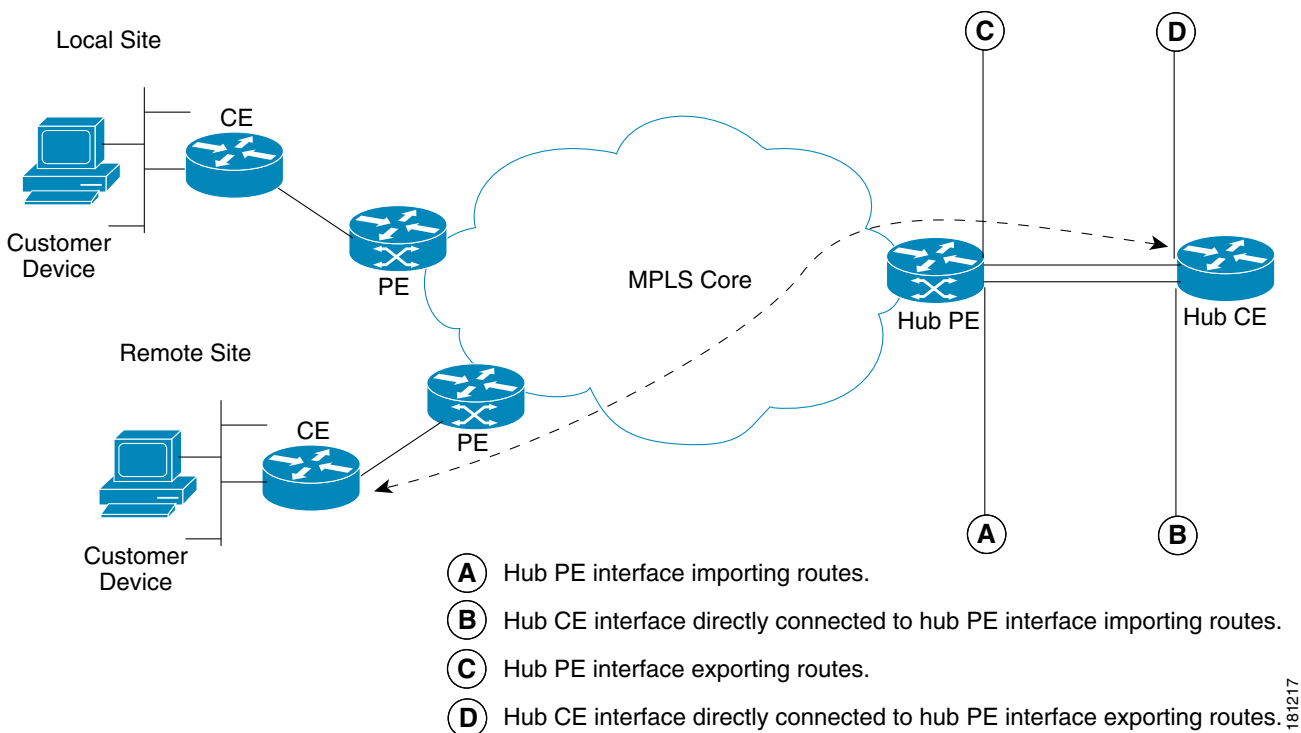 Local Site
C
D
CE
Customer
Device
PE
MPLS Core
Hub PE
Hub CE
Remote Site
CE
PE
Customer
Device
A
B
A Hub PE interface importing routes.
B Hub CE interface directly connected to hub PE interface importing routes.
C Hub PE interface exporting routes.
D Hub CE interface directly connected to hub PE interface exporting routes.
181217